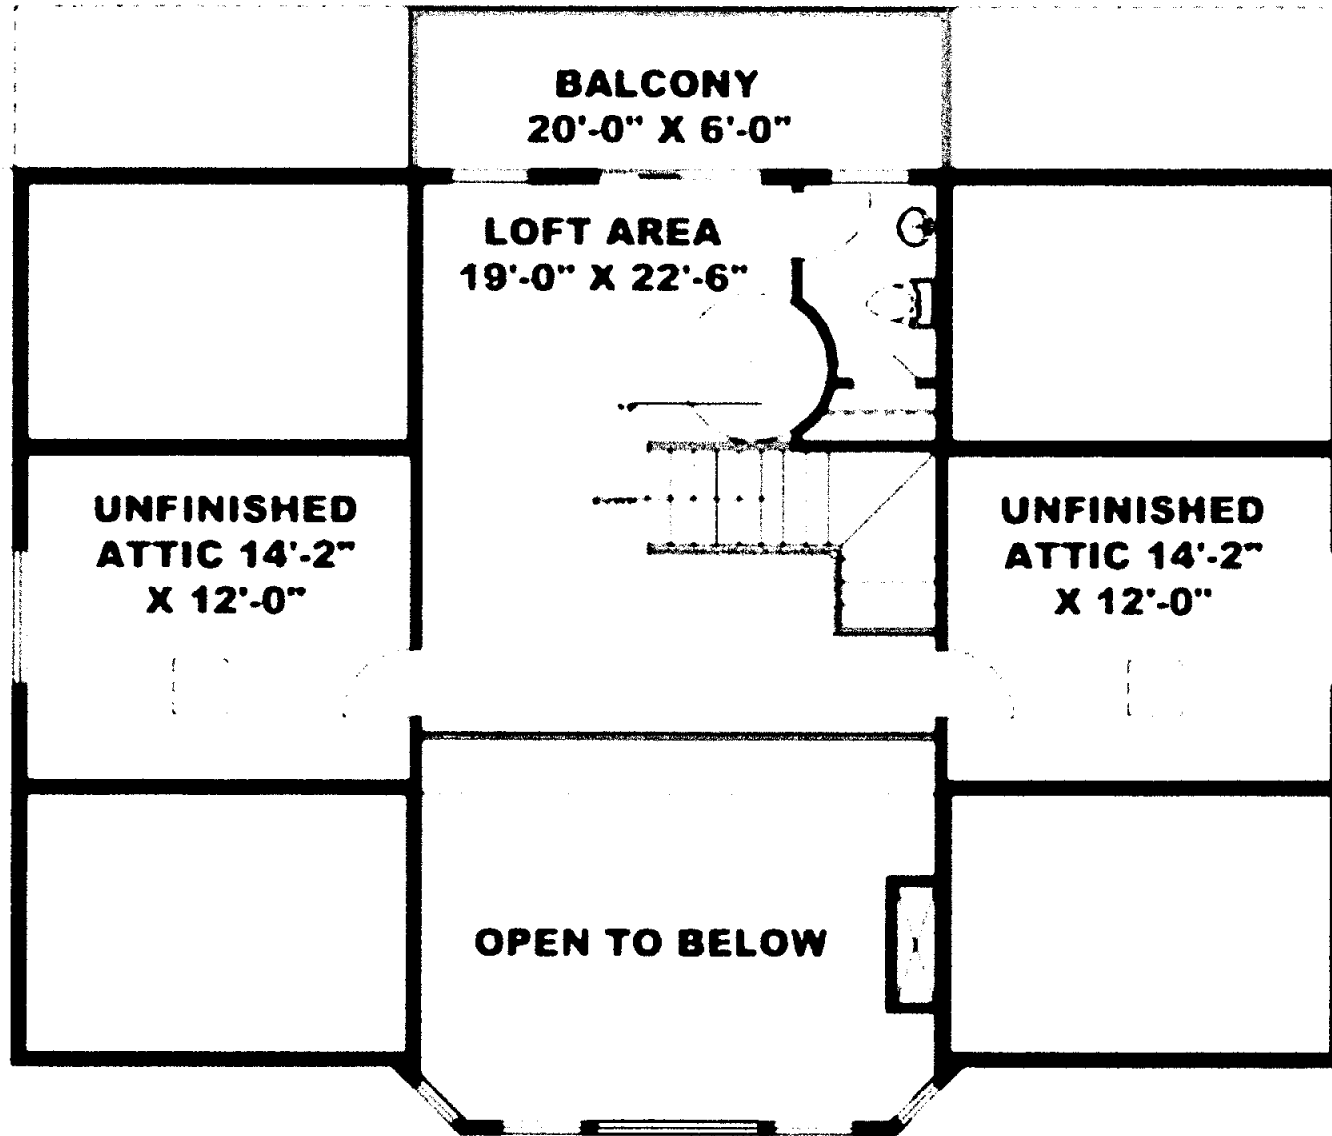 BALCONY
20'-0" X 6'-0"
LOFT AREA
19'-0" X 22'-6"
UNFINISHED
ATTIC 14'-2"
X 12'-0"
UNFINISHED
ATTIC 14'-2"
X 12'-0"
OPEN TO BELOW